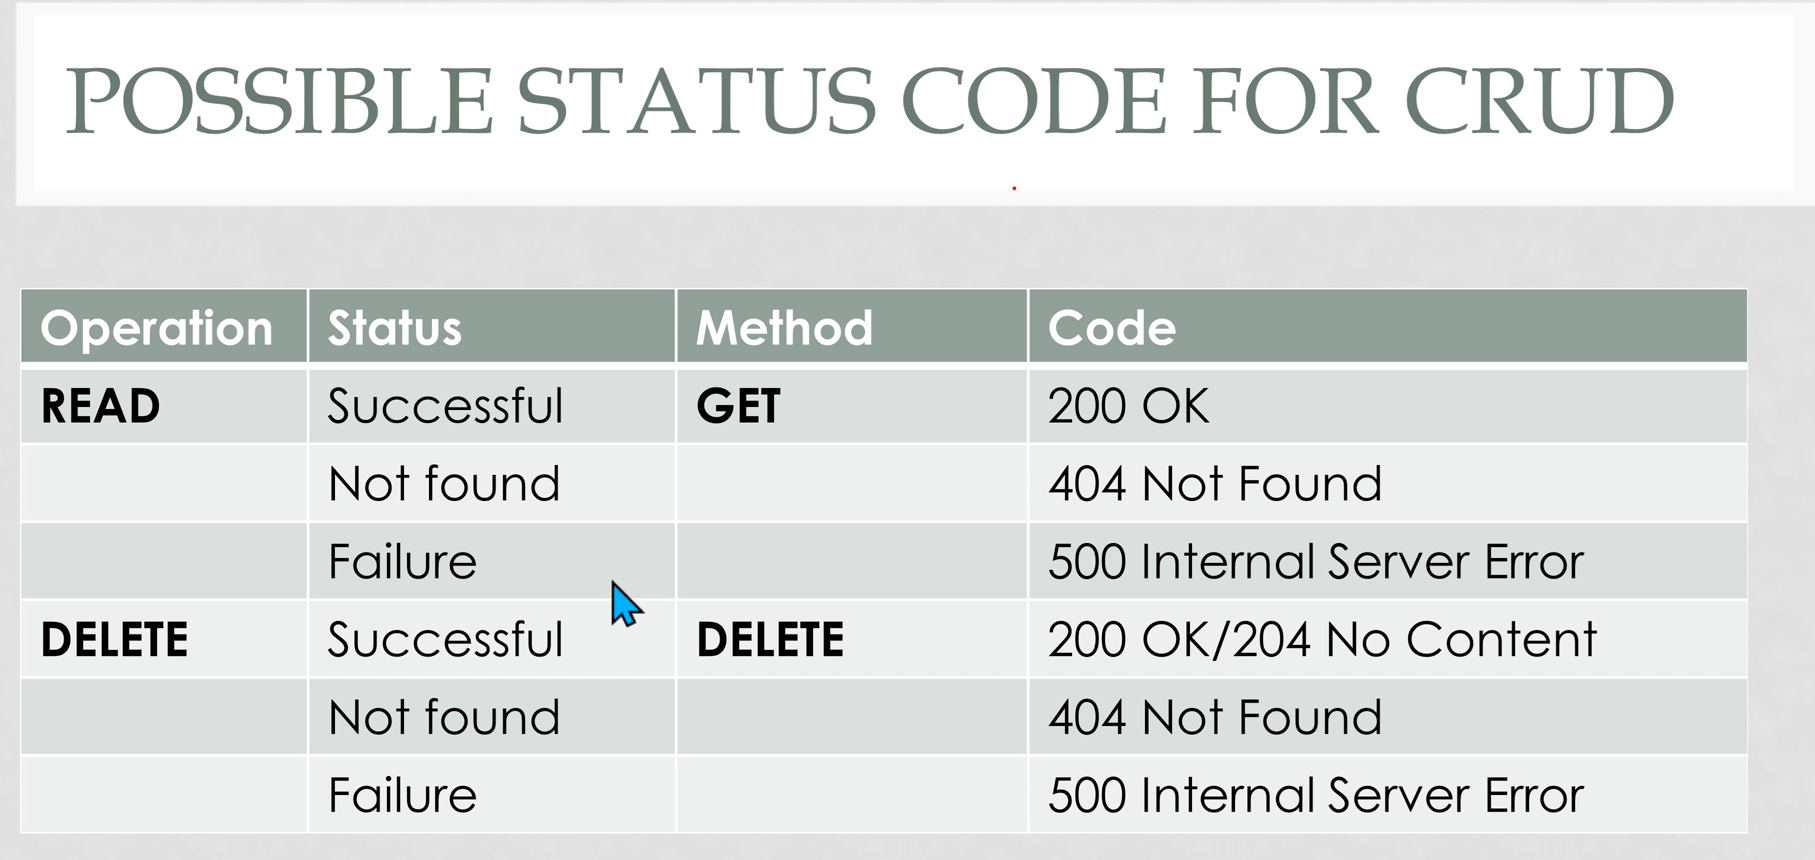 POSSIBLE STATUS CODE FOR CRUD
Operation Status Method Code
READ Successful GET 200 OK
Not found 404 Not Found
Failure 500 Internal Server Error
DELETE Successful DELETE 200 OK/204 No Content
Not found 404 Not Found
Failure 500 Internal Server Error